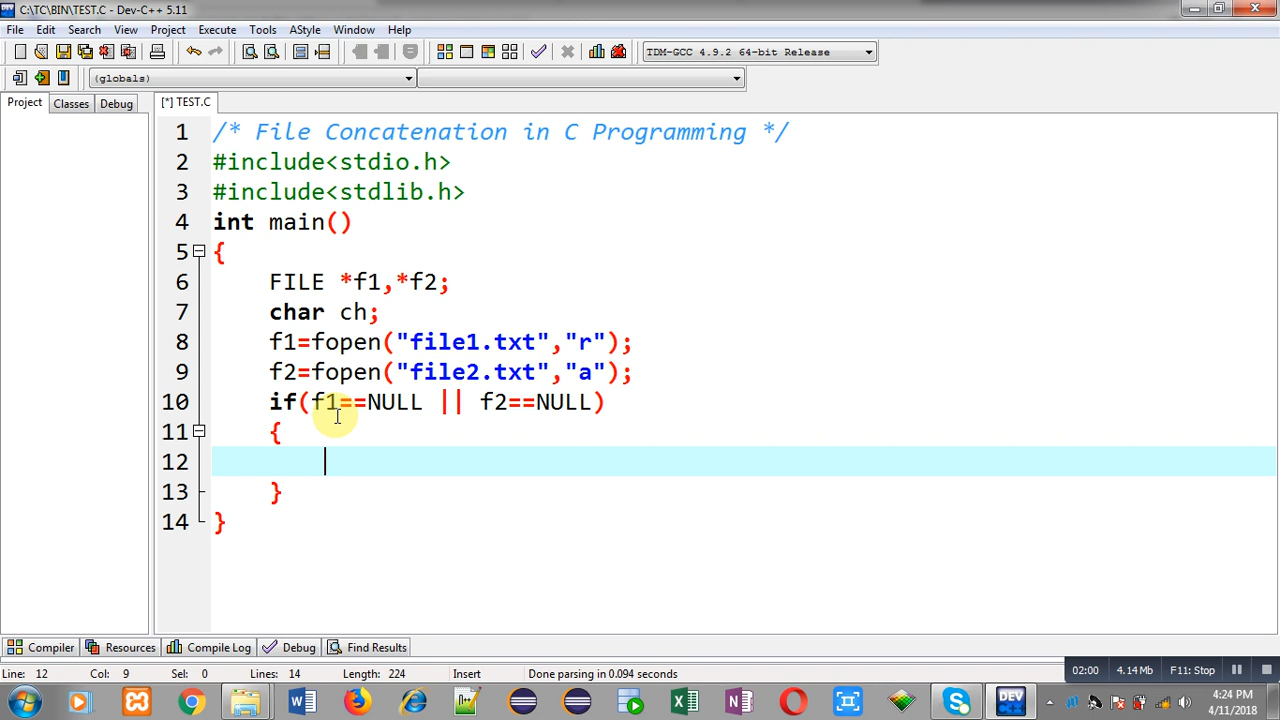 C:\TC\BIN\TEST.C - Dev-C++ 5.11
File Edit Search View Project Execute Tools AStyle Window Help
TDM-GCC 4.9.2 64-bit Release
(globals)
Project Classes Debug [*] TEST.C
1 /* File Concatenation in C Programming */
2 #include<stdio.h>
3 #include<stdlib.h>
4 int main()
5 {
6 FILE *f1,*f2;
7 char ch;
8 f1=fopen("file1.txt","r");
9 f2=fopen("file2.txt","a");
10 if(f1==NULL || f2==NULL)
11 {
12
13 }
14 }
Compiler Resources Compile Log Debug Find Results
Line: 12 Col: 9 Sel: 0 Lines: 14 Length: 224 Insert Done parsing in 0.094 seconds
02:00 4.14 Mb F11: Stop
DEV
4:24 PM
4/11/2018